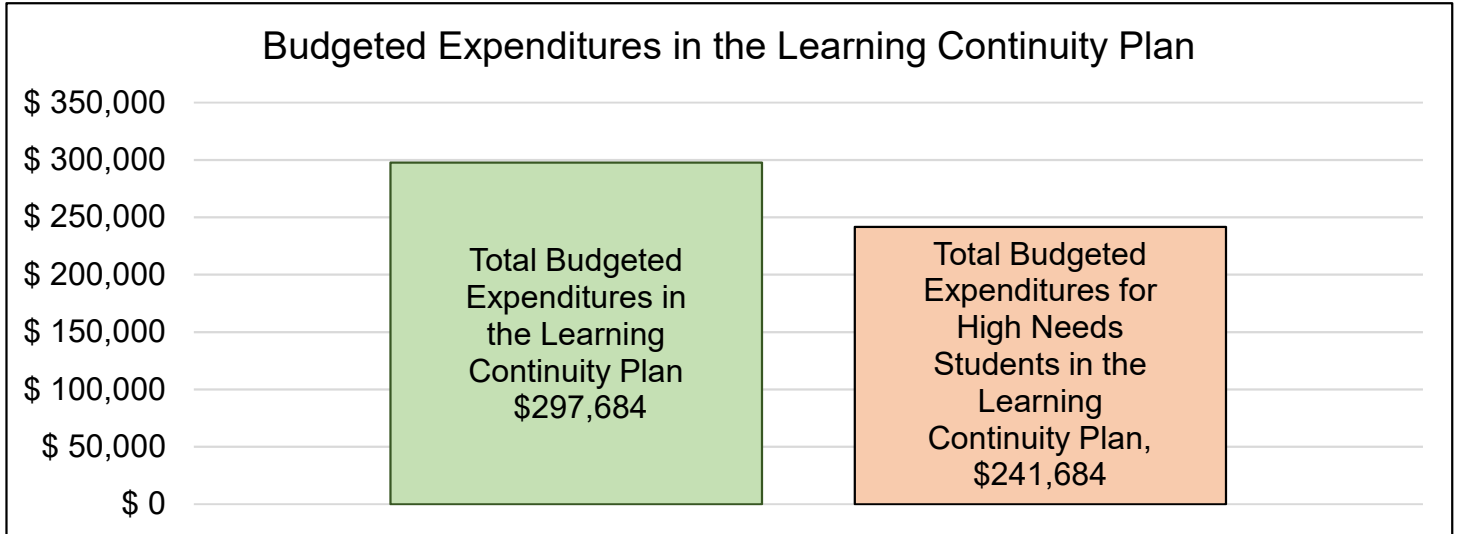 Budgeted Expenditures in the Learning Continuity Plan
$ 350,000
$ 300,000
$ 250,000
$ 200,000
$ 150,000
$ 100,000
$ 50,000
$ 0
Total Budgeted
Expenditures in
the Learning
Continuity Plan
$297,684
Total Budgeted
Expenditures for
High Needs
Students in the
Learning
Continuity Plan,
$241,684